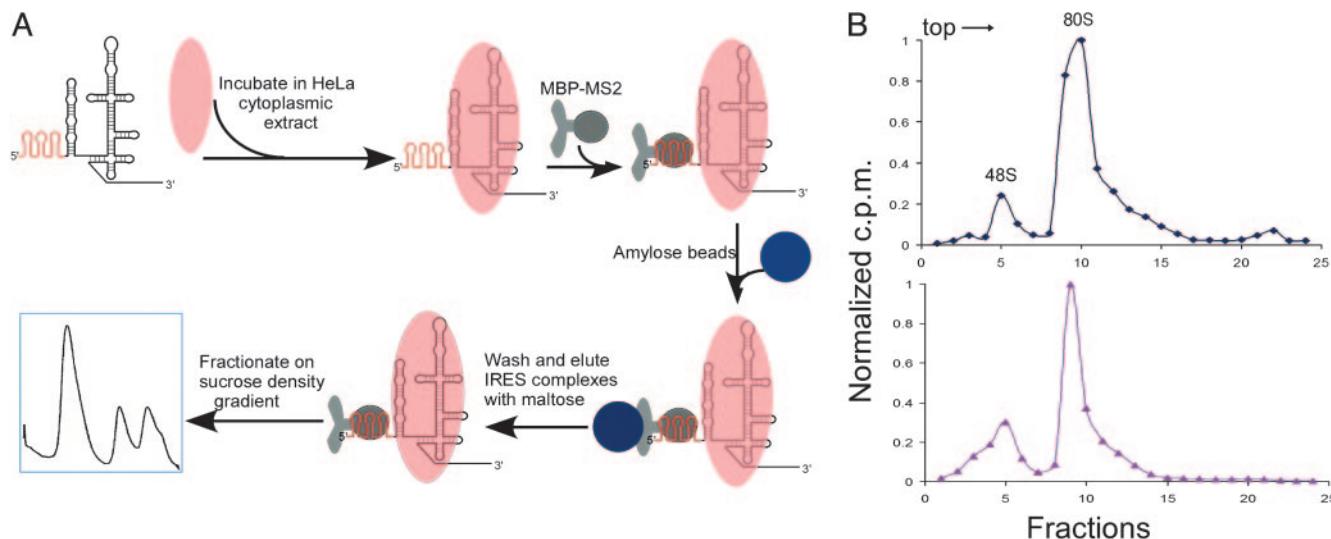 A
5'
3'
Incubate in HeLa
cytoplasmic
extract
5'
3'
MBP-MS2
5'
3'
Amylose beads
5'
3'
Wash and elute
IRES complexes
with maltose
5'
3'
Fractionate on
sucrose density
gradient
B
top
48S
80S
1
0.8
0.6
0.4
0.2
0
0
5
10
15
20
25
1
0.8
0.6
0.4
0.2
0
0
5
10
15
20
25
Normalized c.p.m.
Fractions